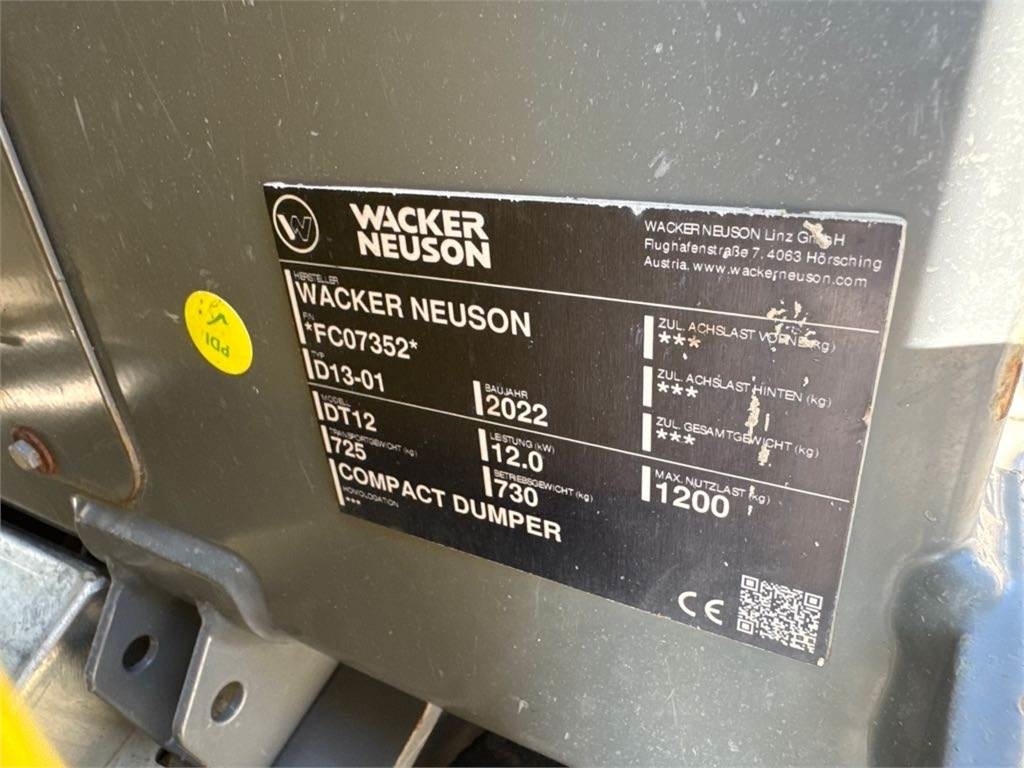 WACKER
NEUSON
WACKER NEUSON Linz GmbH
Flughafenstraße 7, 4063 Hörsching
Austria, www.wackerneuson.com
HERSTELLER
WACKER NEUSON
P/N
*FC07352*
TYP
D13-01
BAUJAHR
2022
MODELL
DT12
LEISTUNG (kW)
12.0
TRANSPORTGEWICHT (kg)
725
BETRIEBSGEWICHT (kg)
730
COMPACT DUMPER
HOMOLOGATION
***
ZUL. ACHSLAST VORNE (kg)
***
ZUL. ACHSLAST HINTEN (kg)
***
ZUL. GESAMTGEWICHT (kg)
***
MAX. NUTZLAST (kg)
1200
CE
PDI